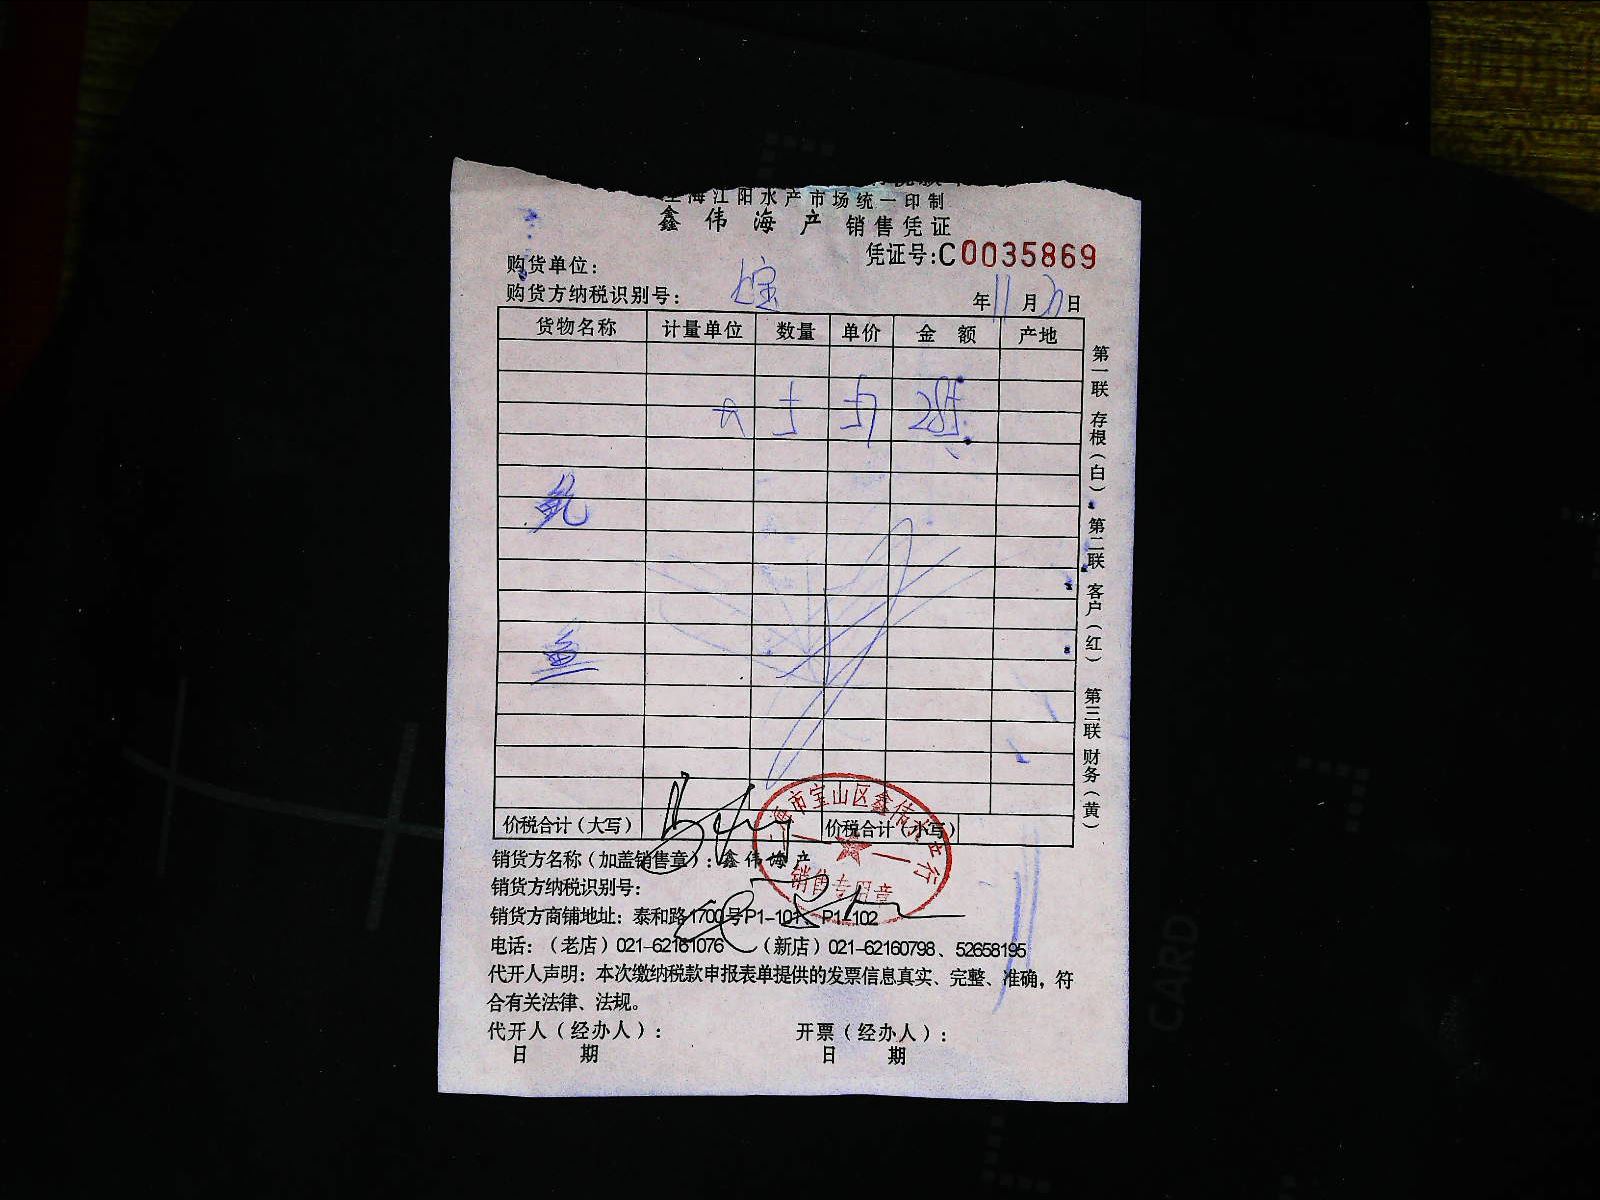 上海江阳水产市场统一印制
鑫伟海产 销售凭证
凭证号:C0035869
购货单位:
购货方纳税识别号:
年11月 日
货物名称 计量单位 数量 单价 金额 产地
鱼
价税合计(大写) 价税合计(小写)
销货方名称(加盖销售章):鑫伟海产
销货方纳税识别号:
销货方商铺地址:泰和路1700号P1-101、P1-102
电话:(老店)021-62161076 (新店)021-62160798、52658195
代开人声明:本次缴纳税款申报表单提供的发票信息真实、完整、准确,符
合有关法律、法规。
代开人(经办人): 开票(经办人):
日期 日期
第一联 存根(白) 第二联 客户(红) 第三联 财务(黄)
上海市宝山区鑫伟水产行
销售专用章
CARD